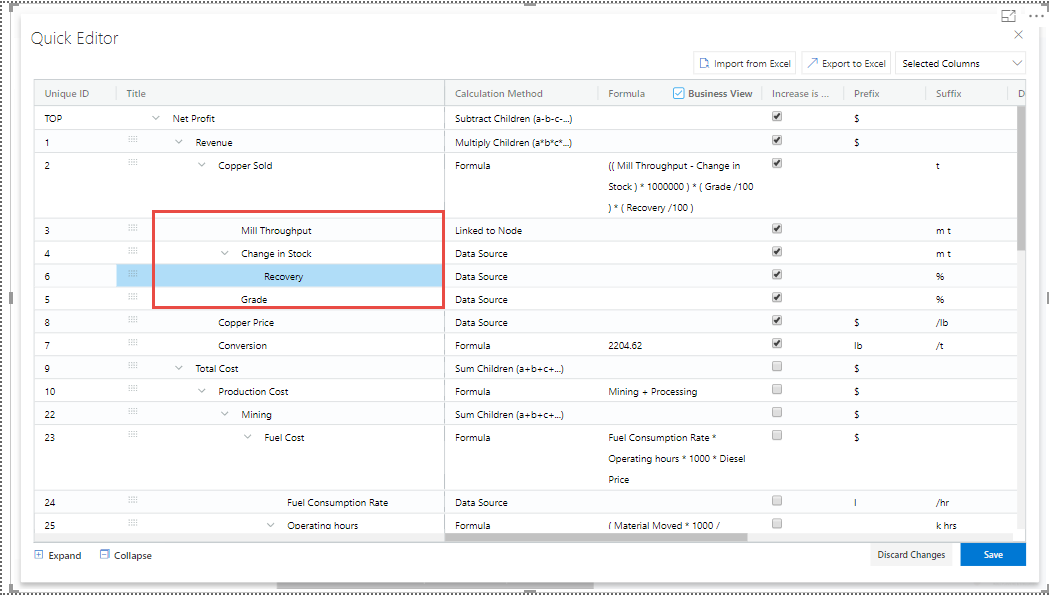 Quick Editor
Import from Excel Export to Excel Selected Columns
Unique ID Title Calculation Method Formula Business View Increase is ... Prefix Suffix D
TOP Net Profit Subtract Children (a-b-c-...) $
1 Revenue Multiply Children (a*b*c*...) $
2 Copper Sold Formula (( Mill Throughput - Change in t
Stock ) * 1000000 ) * ( Grade /100
) * ( Recovery /100 )
3 Mill Throughput Linked to Node m t
4 Change in Stock Data Source m t
6 Recovery Data Source %
5 Grade Data Source %
8 Copper Price Data Source $ /lb
7 Conversion Formula 2204.62 lb /t
9 Total Cost Sum Children (a+b+c+...) $
10 Production Cost Formula Mining + Processing $
22 Mining Sum Children (a+b+c+...) $
23 Fuel Cost Formula Fuel Consumption Rate * $
Operating hours * 1000 * Diesel
Price
24 Fuel Consumption Rate Data Source l /hr
25 Operating hours Formula ( Material Moved * 1000 / k hrs
Expand Collapse Discard Changes Save